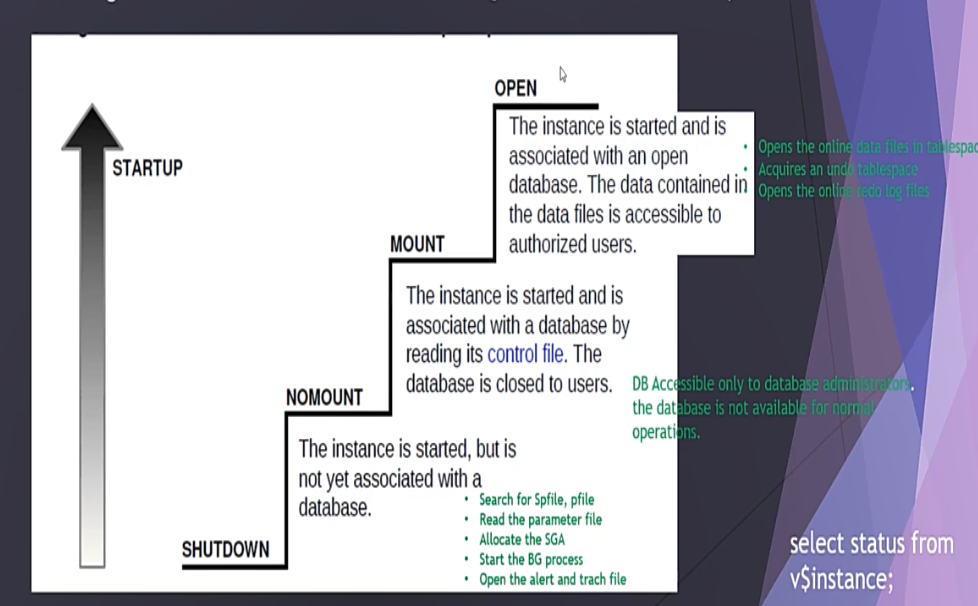 OPEN
The instance is started and is
associated with an open
database. The data contained in
the data files is accessible to
authorized users.
• Opens the online data files in
• Acquires an undo tablespace
• Opens the online redo log files
STARTUP
MOUNT
The instance is started and is
associated with a database by
reading its control file. The
database is closed to users.
DB Accessible only to database administrators.
the database is not available for normal
operations.
NOMOUNT
The instance is started, but is
not yet associated with a
database.
• Search for Spfile, pfile
• Read the parameter file
• Allocate the SGA
• Start the BG process
• Open the alert and trach file
SHUTDOWN
select status from
v$instance;